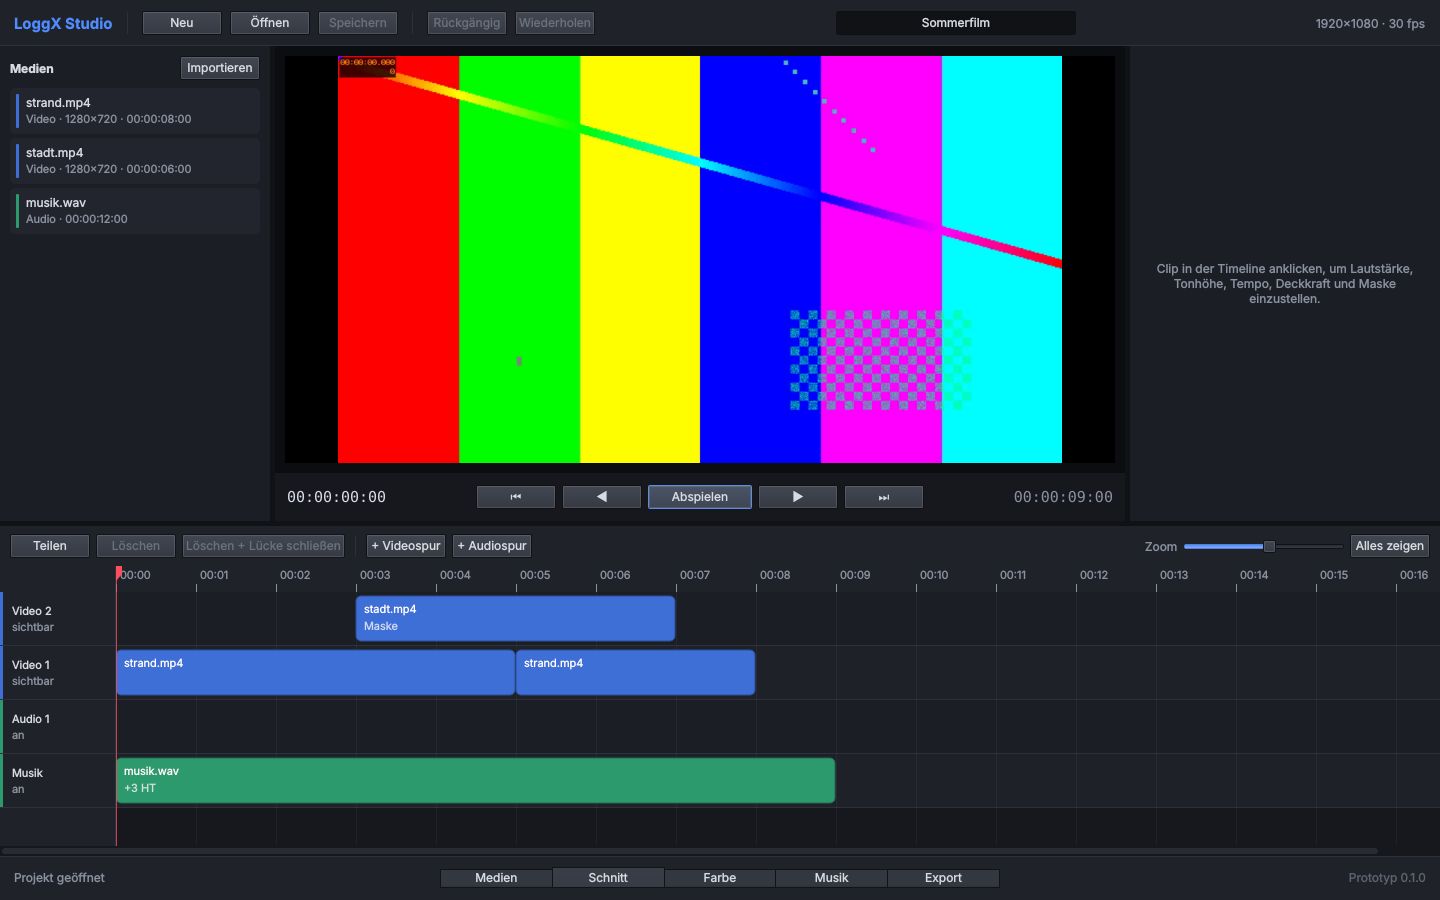 LoggX Studio
Neu
Öffnen
Speichern
Rückgängig
Wiederholen
Sommerfilm
1920×1080 · 30 fps
Medien
Importieren
strand.mp4
Video · 1280×720 · 00:00:08:00
stadt.mp4
Video · 1280×720 · 00:00:06:00
musik.wav
Audio · 00:00:12:00
00:00:00.000
0
Clip in der Timeline anklicken, um Lautstärke,
Tonhöhe, Tempo, Deckkraft und Maske
einzustellen.
00:00:00:00
Abspielen
00:00:09:00
Teilen
Löschen
Löschen + Lücke schließen
+ Videospur
+ Audiospur
Zoom
Alles zeigen
00:00
00:01
00:02
00:03
00:04
00:05
00:06
00:07
00:08
00:09
00:10
00:11
00:12
00:13
00:14
00:15
00:16
Video 2
sichtbar
stadt.mp4
Maske
Video 1
sichtbar
strand.mp4
strand.mp4
Audio 1
an
Musik
an
musik.wav
+3 HT
Projekt geöffnet
Medien
Schnitt
Farbe
Musik
Export
Prototyp 0.1.0